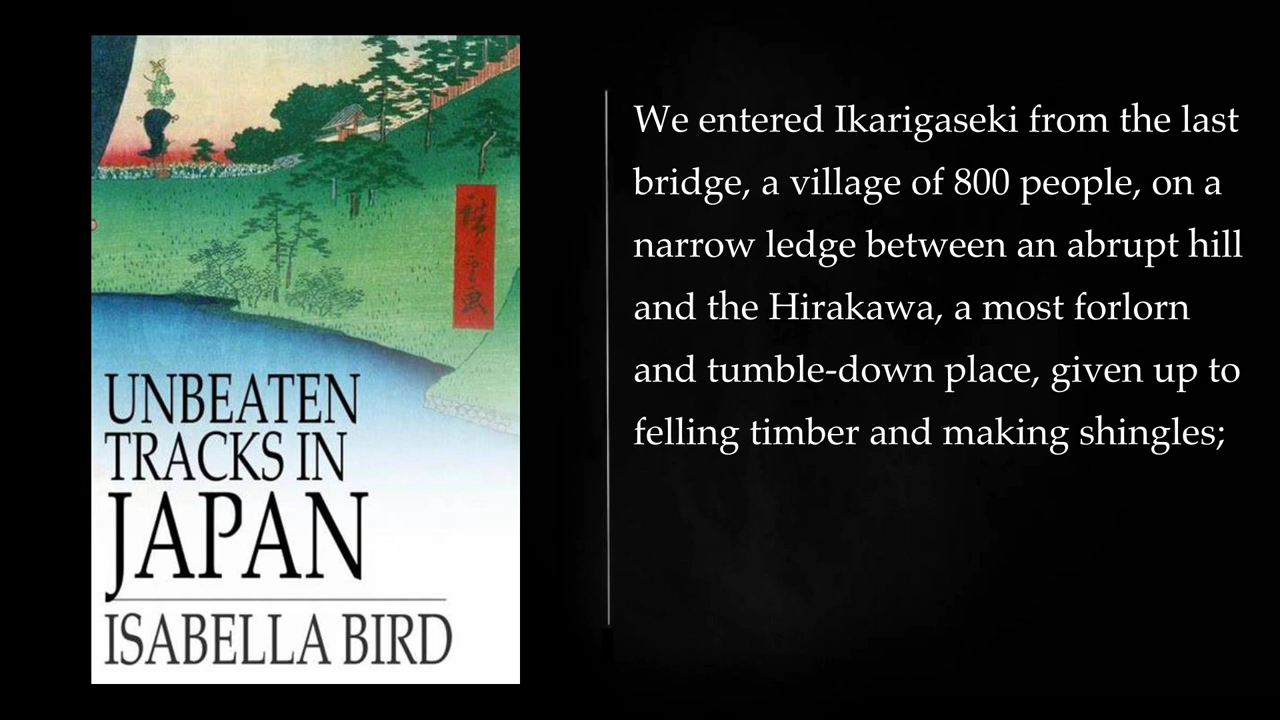 UNBEATEN
TRACKS IN
JAPAN
ISABELLA BIRD
We entered Ikarigaseki from the last
bridge, a village of 800 people, on a
narrow ledge between an abrupt hill
and the Hirakawa, a most forlorn
and tumble-down place, given up to
felling timber and making shingles;